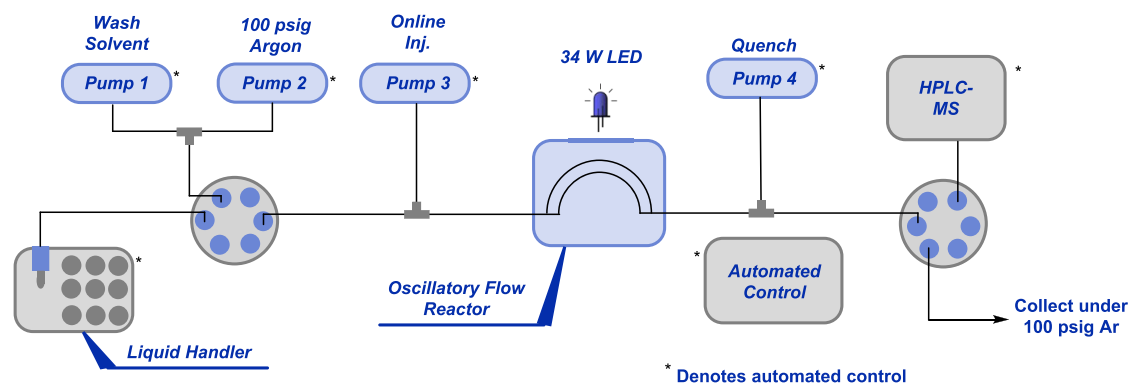 Wash
Solvent
100 psig
Argon
Online
Inj.
34 W LED
Quench
Pump 1
*
Pump 2
*
Pump 3
*
Pump 4
*
HPLC-
MS
*
*
*
Automated
Control
Oscillatory Flow
Reactor
Collect under
100 psig Ar
Liquid Handler
* Denotes automated control